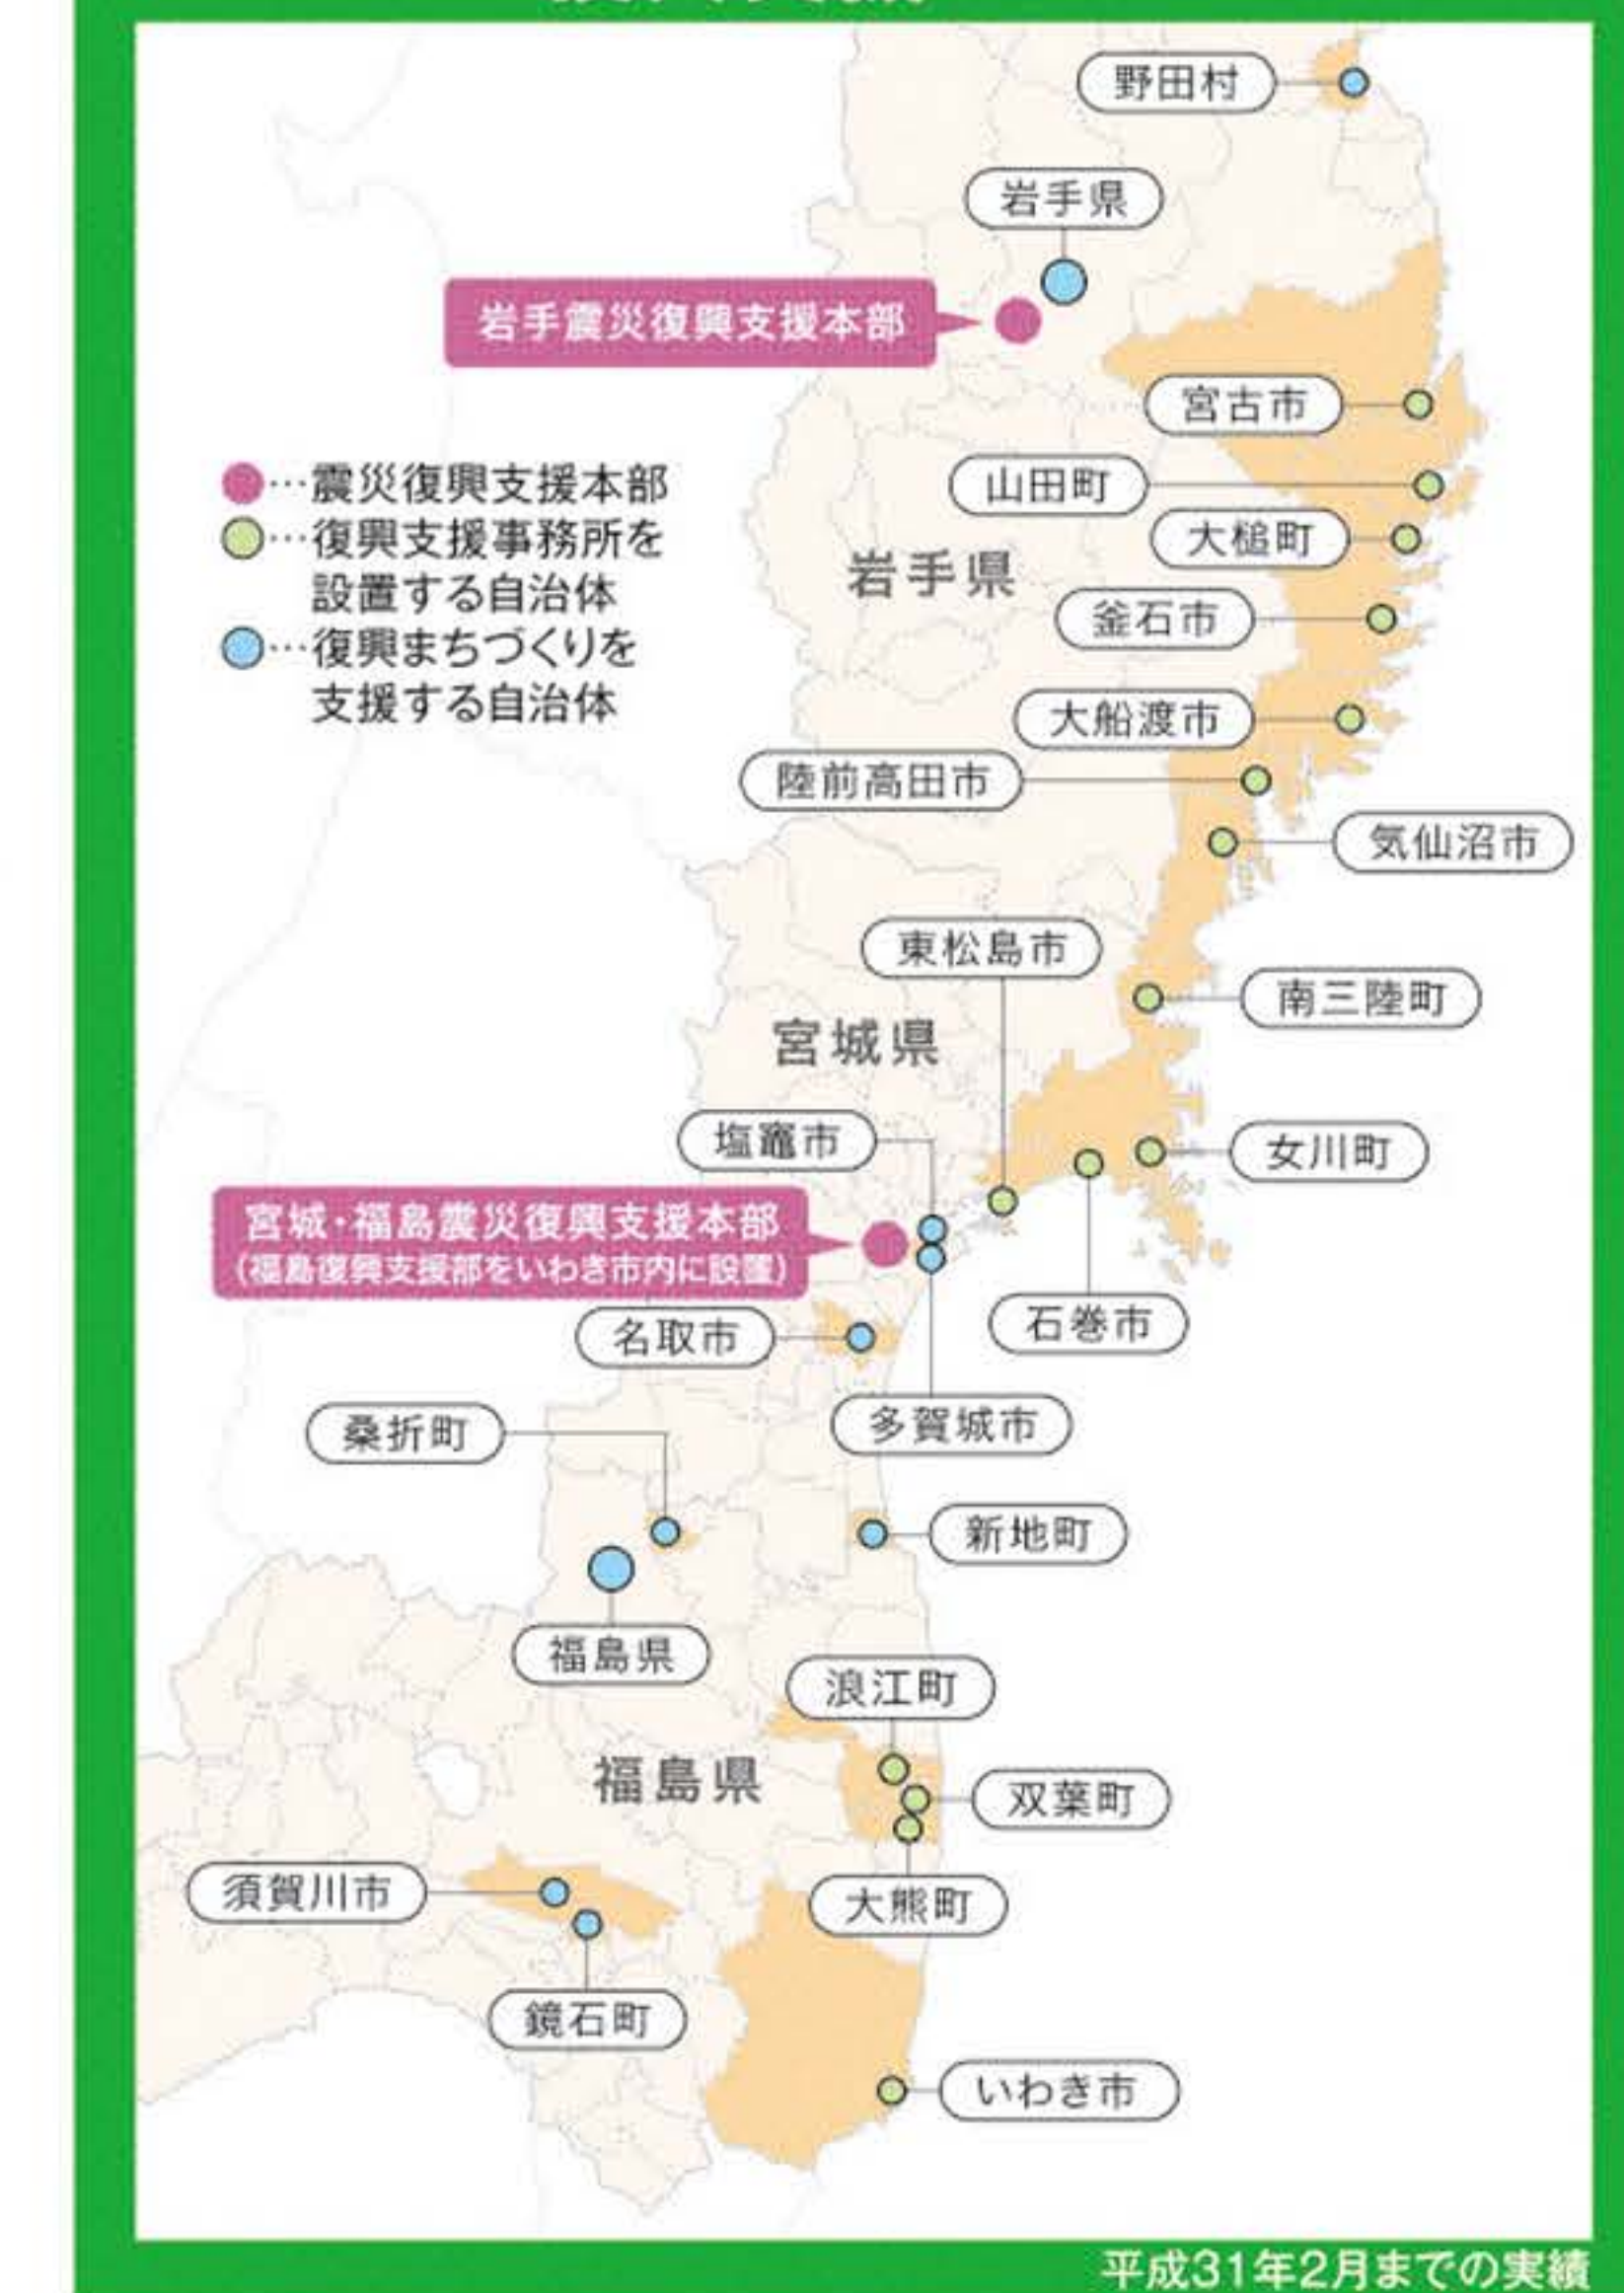 野田村
岩手県
岩手震災復興支援本部
宮古市
●…震災復興支援本部
山田町
○…復興支援事務所を
設置する自治体
大槌町
岩手県
釜石市
○…復興まちづくりを
支援する自治体
大船渡市
陸前高田市
気仙沼市
東松島市
南三陸町
宮城県
塩竈市
女川町
宮城・福島震災復興支援本部
(福島復興支援部をいわき市内に設置)
石巻市
名取市
多賀城市
桑折町
新地町
福島県
浪江町
福島県
双葉町
須賀川市
大熊町
鏡石町
いわき市
平成31年2月までの実績